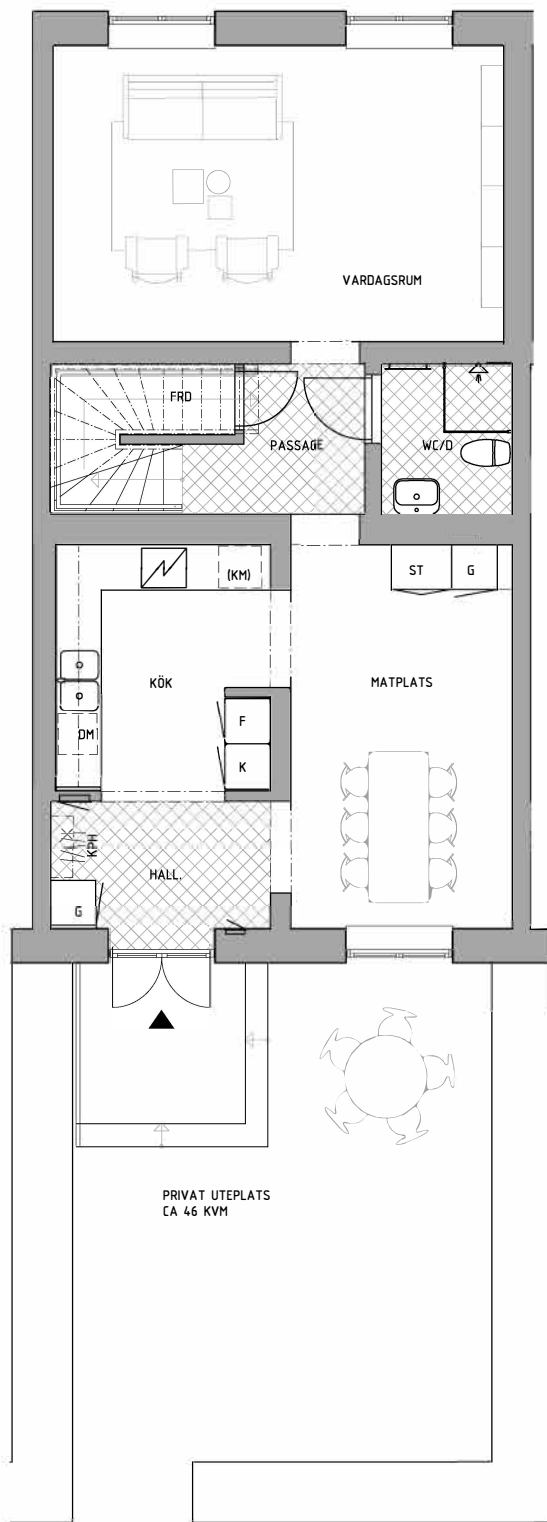 VARDAGSRUM
FRD
PASSAGE
WC/D
(KM)
ST
G
KÖK
MATPLATS
F
DM
K
KPH
HALL.
G
PRIVAT UTEPLATS
CA 46 KVM